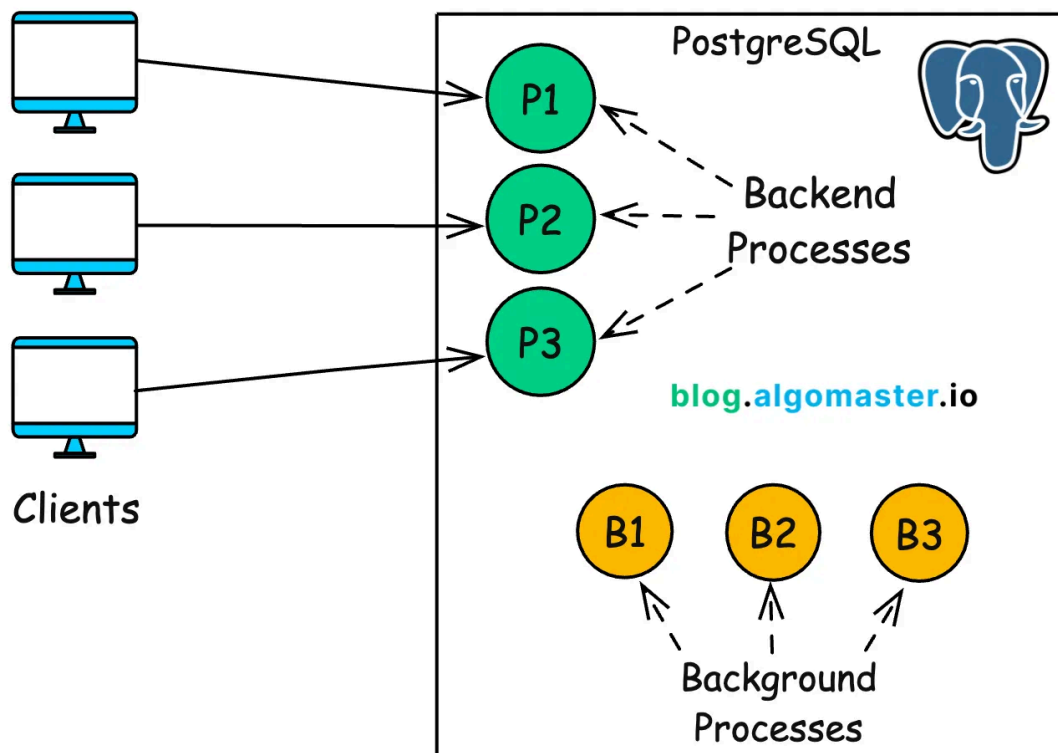 PostgreSQL
P1
P2
P3
Backend
Processes
blog.algomaster.io
Clients
B1
B2
B3
Background
Processes